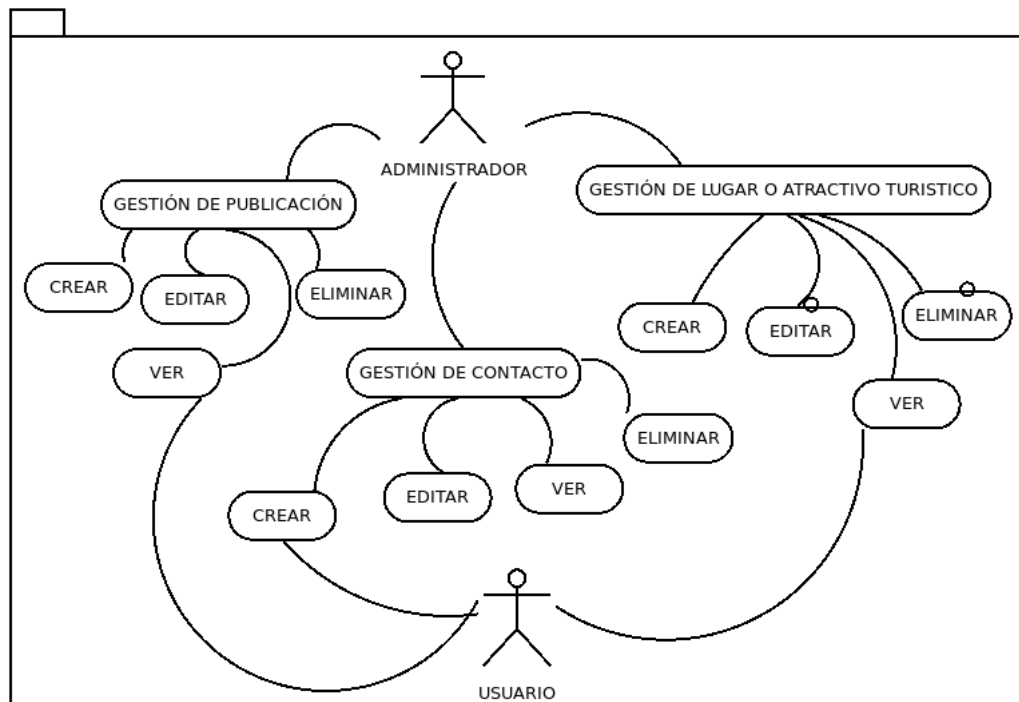 ADMINISTRADOR
GESTIÓN DE PUBLICACIÓN
GESTIÓN DE LUGAR O ATRACTIVO TURISTICO
CREAR
EDITAR
ELIMINAR
VER
GESTIÓN DE CONTACTO
CREAR
EDITAR
VER
ELIMINAR
CREAR
EDITAR
ELIMINAR
VER
USUARIO